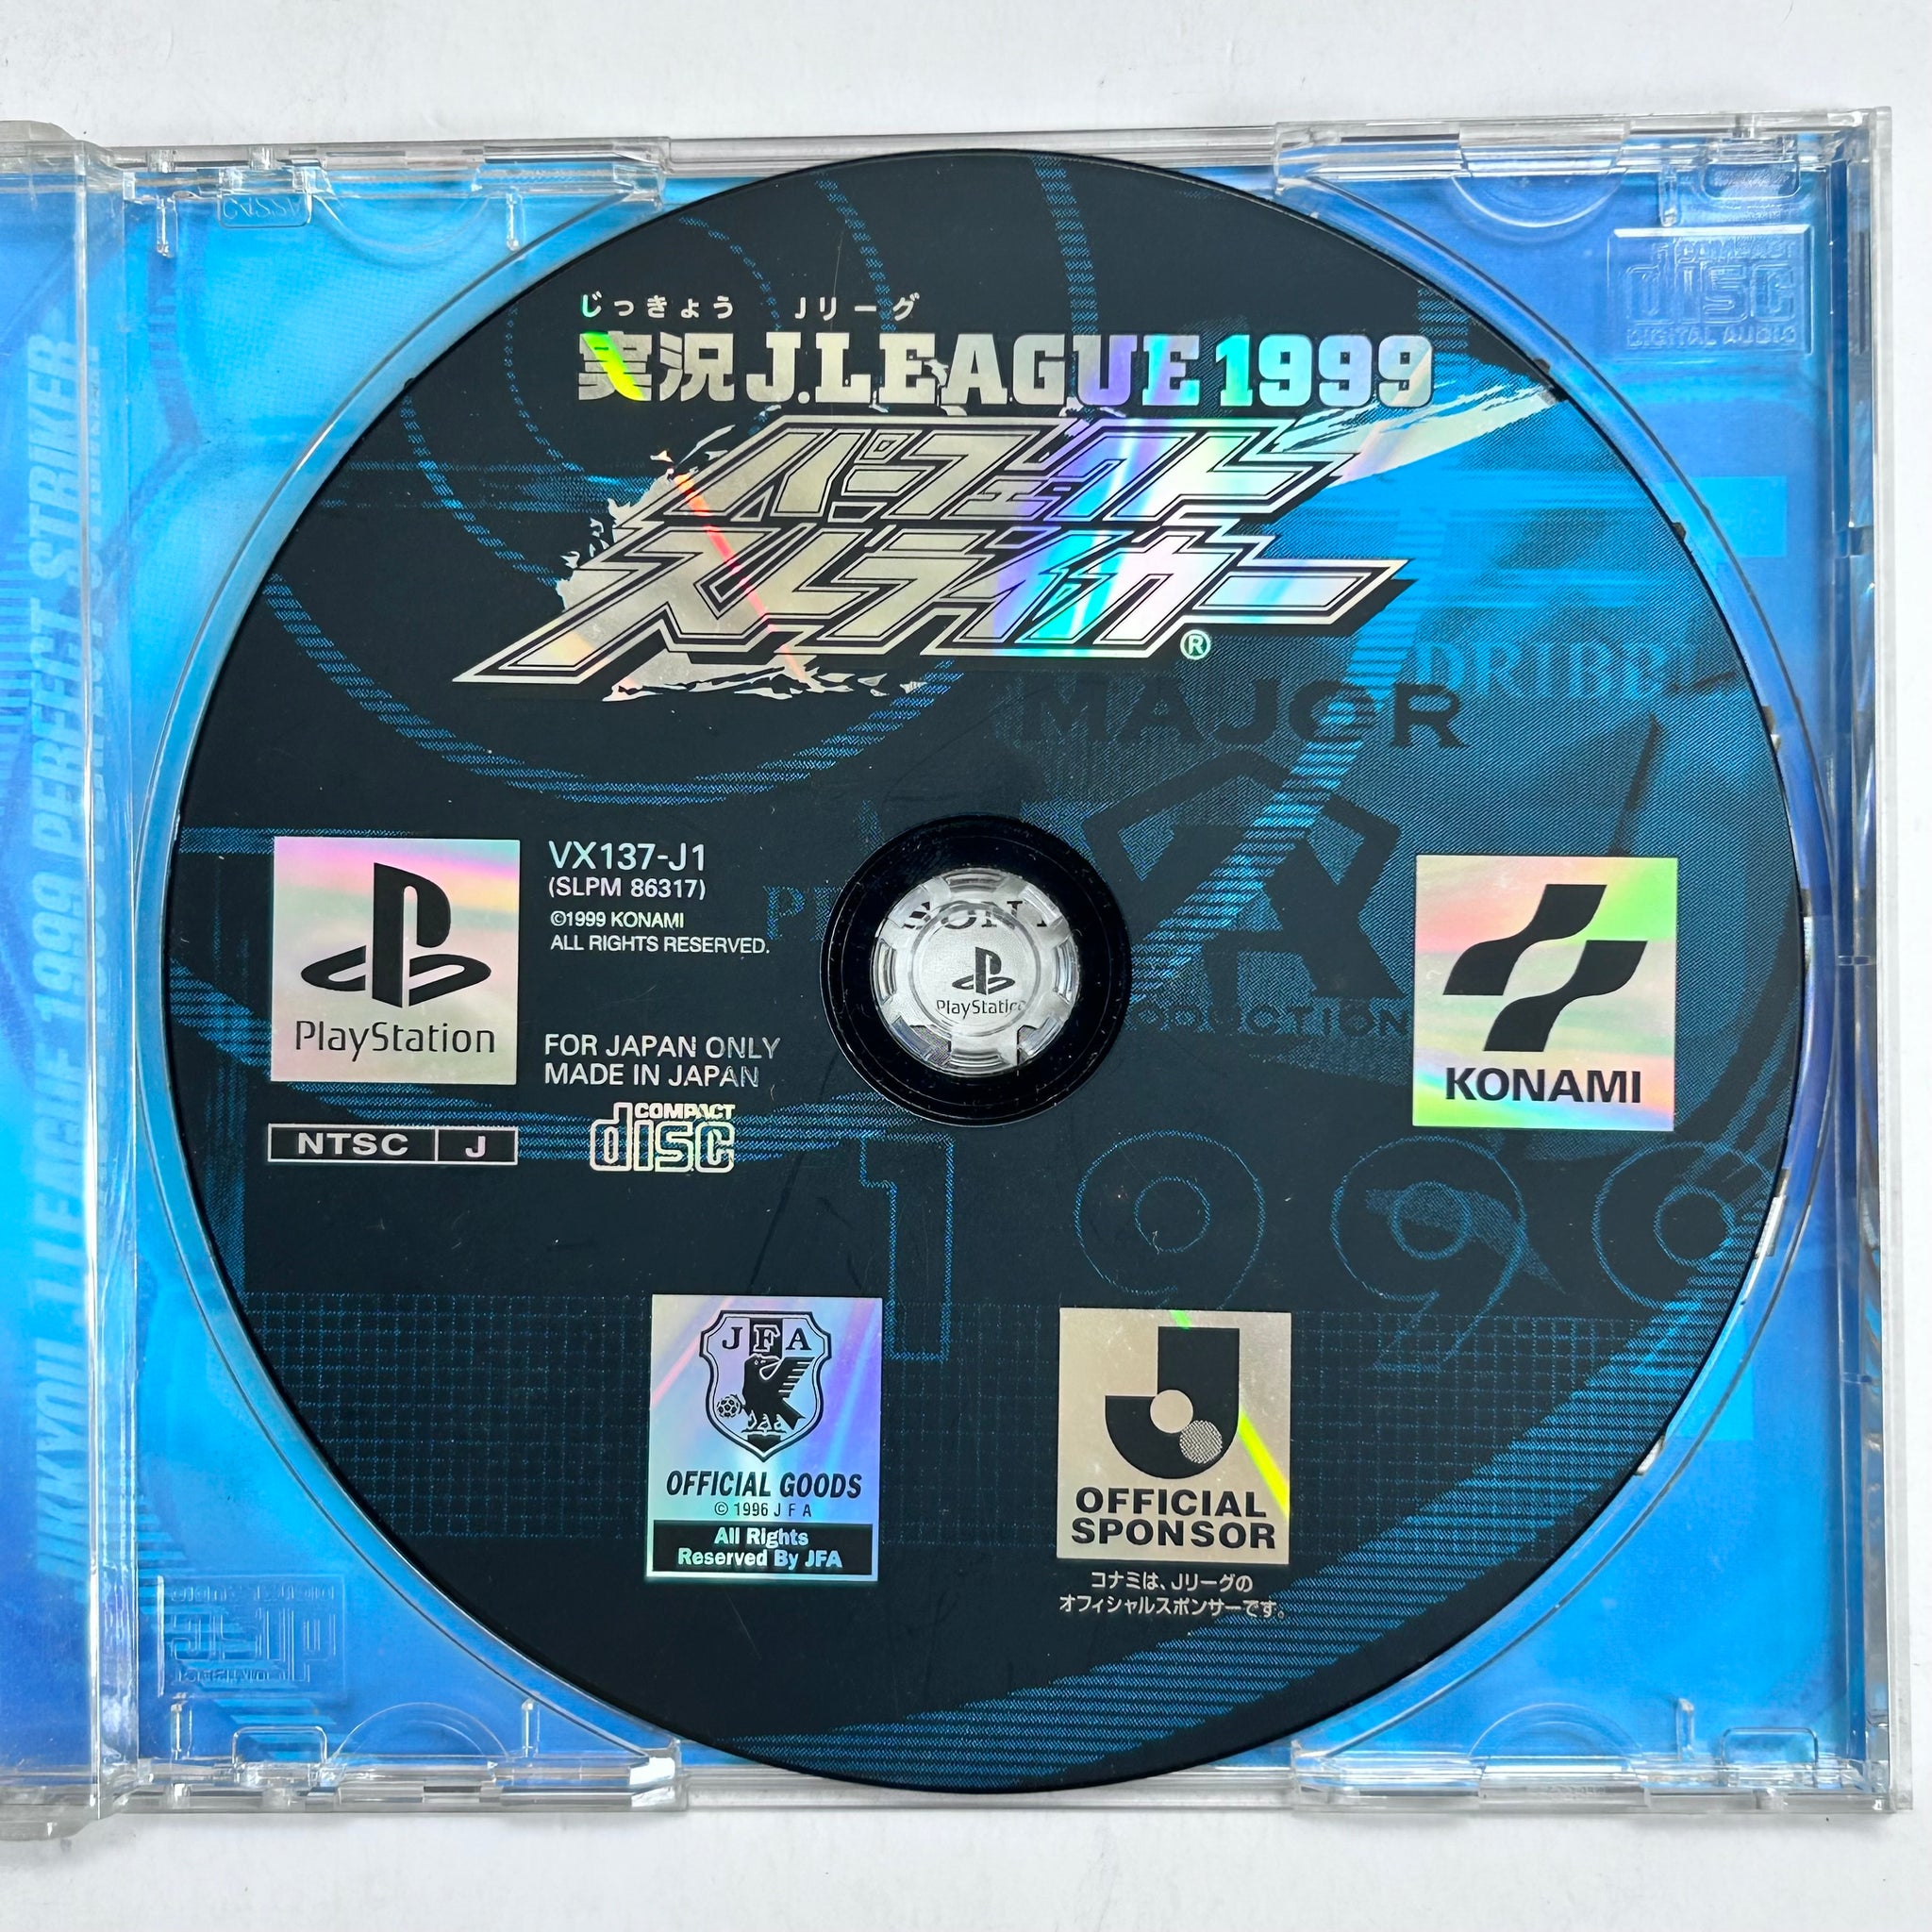 じっきょう Jリーグ
実況 J.LEAGUE 1999
パーフェクト
ストライカー
®
DRIBB
MAJOR
VX137-J1
(SLPM 86317)
©1999 KONAMI
ALL RIGHTS RESERVED.
PlayStation
FOR JAPAN ONLY
MADE IN JAPAN
NTSC J
COMPACT
disc
SONY
PlayStation
KONAMI
1999
JFA
OFFICIAL GOODS
© 1996 J F A
All Rights
Reserved By JFA
J
OFFICIAL
SPONSOR
コナミは、Jリーグの
オフィシャルスポンサーです。
COMPACT
disc
DIGITAL AUDIO
JIKKYOU J.LEAGUE 1999 PERFECT STRIKER